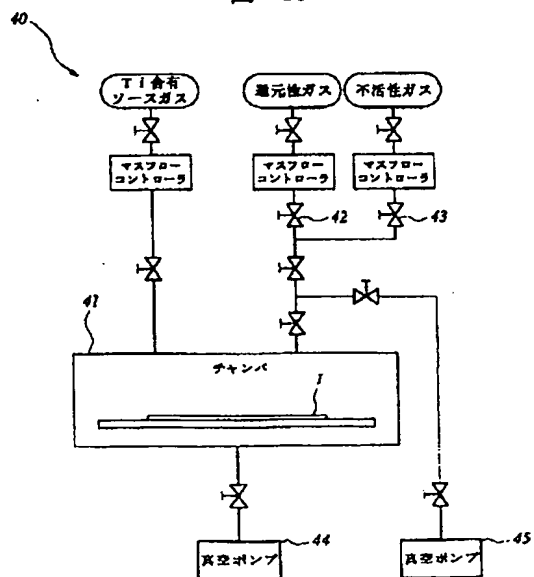 図
40
Ti含有
ソースガス
還元性ガス
不活性ガス
マスフロー
コントローラ
マスフロー
コントローラ
マスフロー
コントローラ
42
43
41
チャンバ
1
44
真空ポンプ
45
真空ポンプ